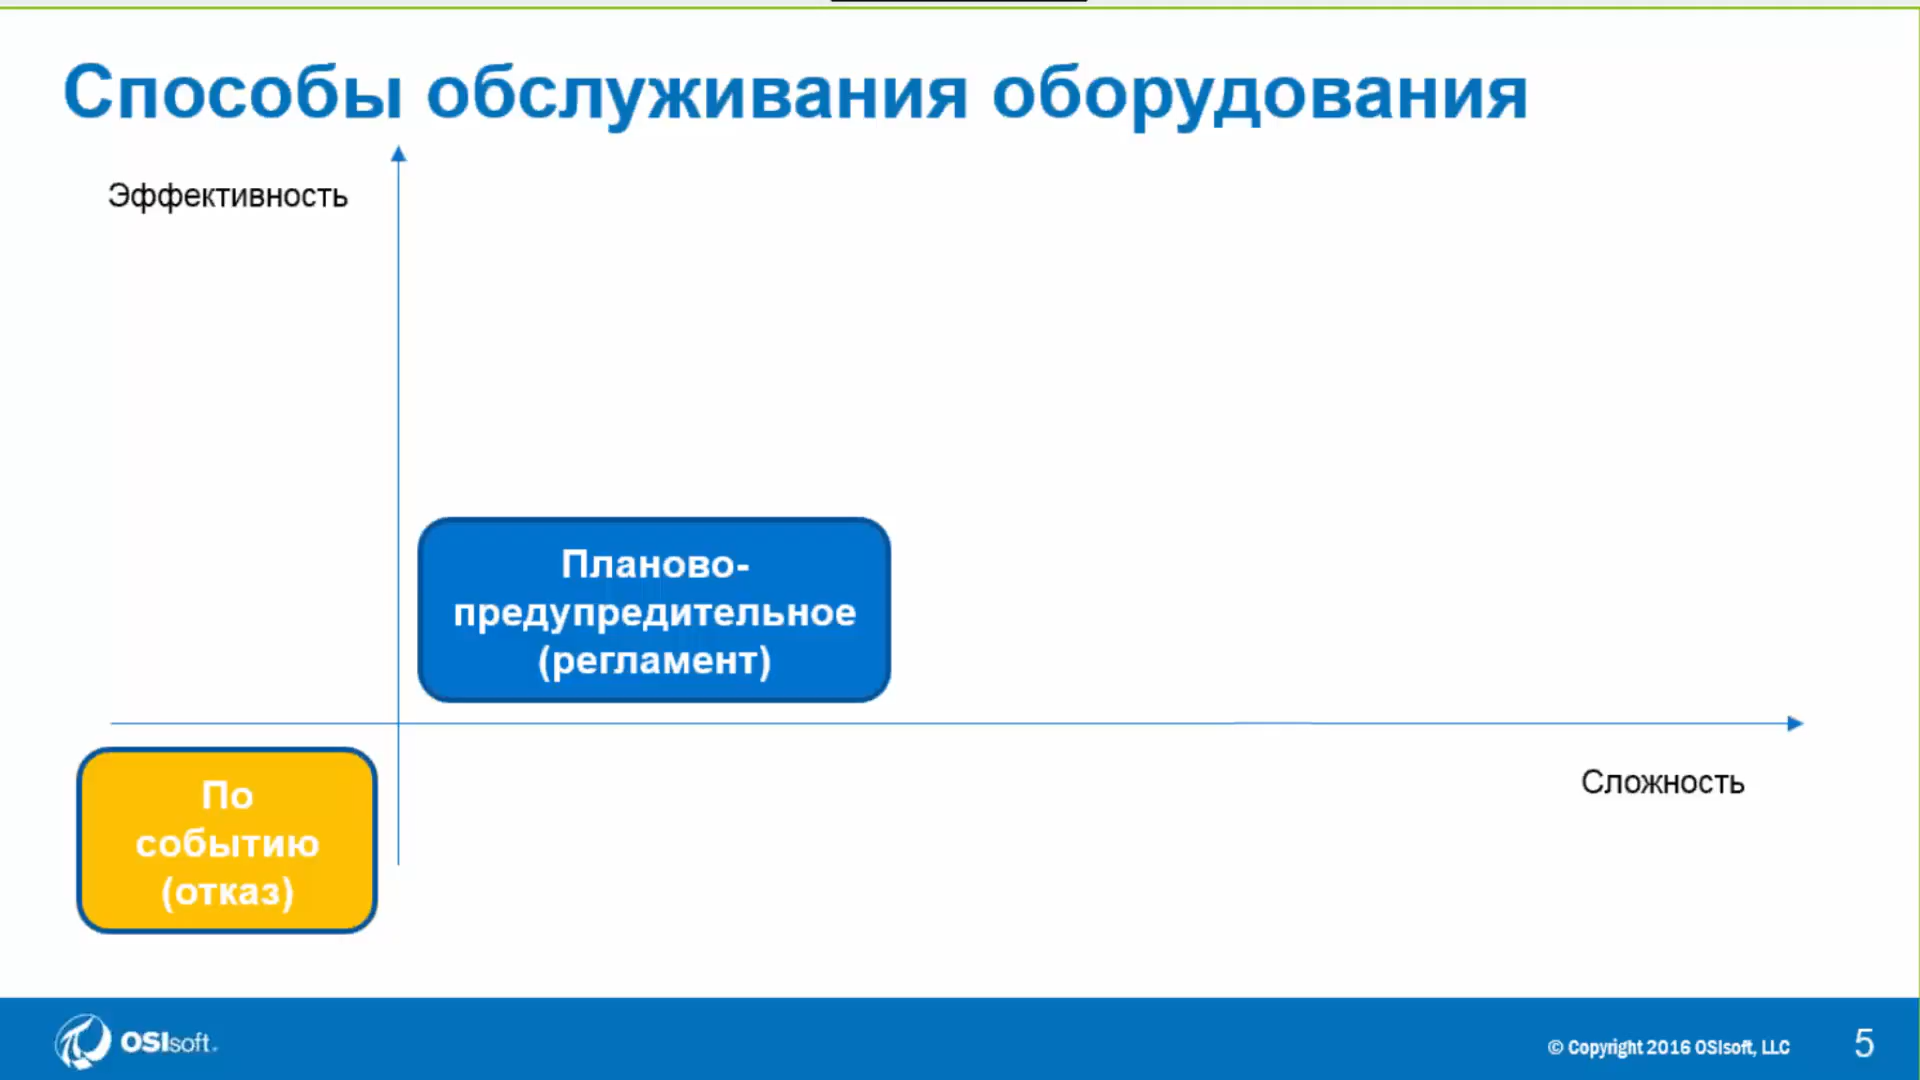 Способы обслуживания оборудования
Эффективность
Планово-
предупредительное
(регламент)
Сложность
По
событию
(отказ)
OSIsoft.
© Copyright 2016 OSIsoft, LLC
5